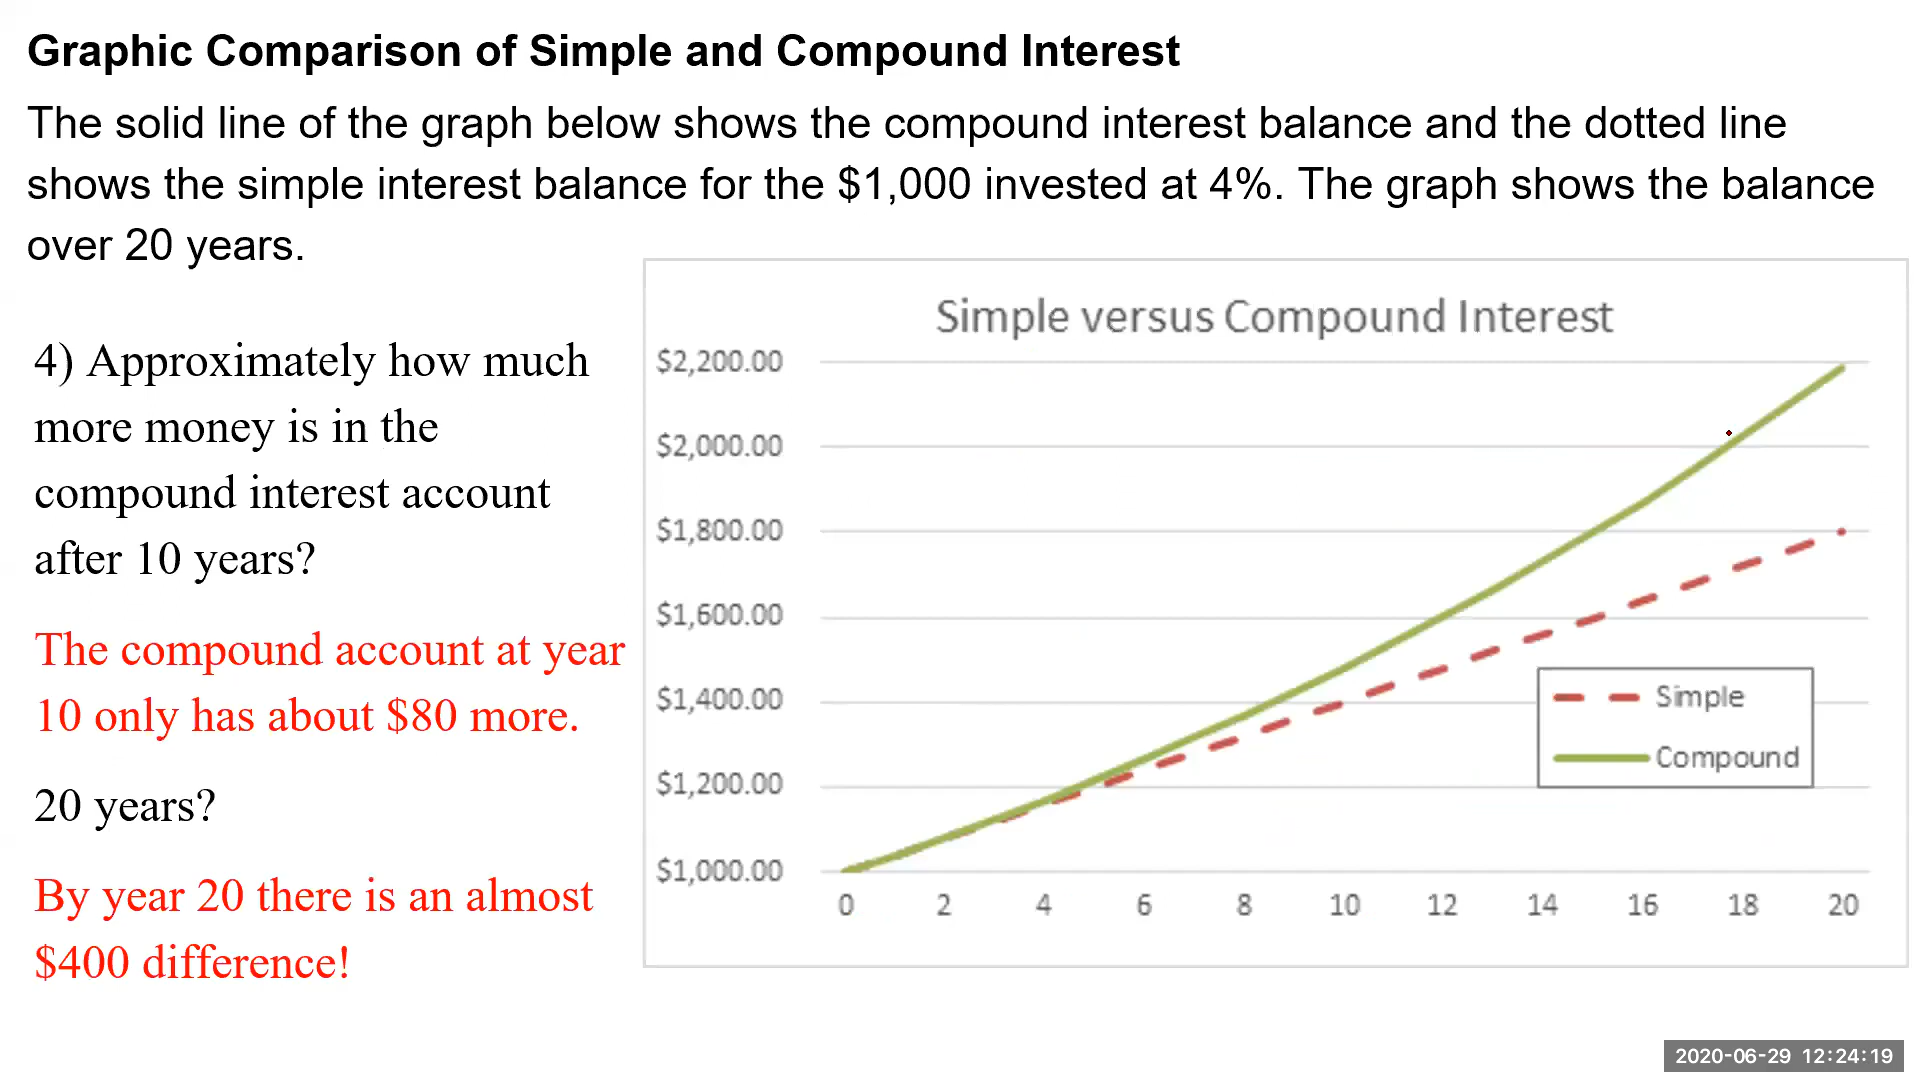 Graphic Comparison of Simple and Compound Interest
The solid line of the graph below shows the compound interest balance and the dotted line
shows the simple interest balance for the $1,000 invested at 4%. The graph shows the balance
over 20 years.
4) Approximately how much
more money is in the
compound interest account
after 10 years?
The compound account at year
10 only has about $80 more.
20 years?
By year 20 there is an almost
$400 difference!
Simple versus Compound Interest
$2,200.00
$2,000.00
$1,800.00
$1,600.00
$1,400.00
$1,200.00
$1,000.00
0 2 4 6 8 10 12 14 16 18 20
Simple
Compound
2020-06-29 12:24:19